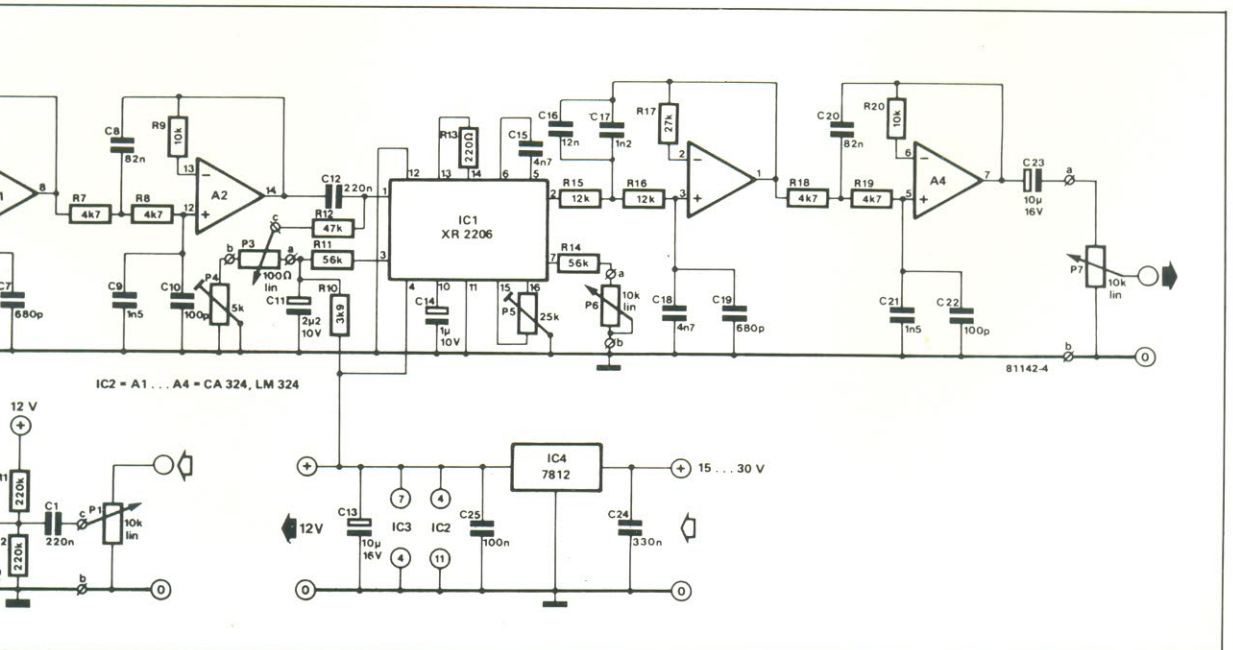 C8
82n
R9
10k
13
12
14
A2
8
R7
4k7
R8
4k7
C7
680p
C9
1n5
C10
100p
P4
5k
b
P3
100Ω
a
c
C12
220n
R12
47k
R11
56k
C11
2µ2
10V
R10
3k9
12
13
14
6
5
1
3
2
7
4
10
11
15
16
R13
220Ω
C15
4n7
IC1
XR 2206
C14
1µ
10V
P5
25k
C16
12n
C17
1n2
R17
27k
R15
12k
R16
12k
2
3
1
R14
56k
a
P6
10k
lin
b
C18
4n7
C19
680p
R18
4k7
R19
4k7
C20
82n
R20
10k
6
5
7
A4
C21
1n5
C22
100p
C23
10µ
16V
a
P7
10k
lin
b
0
81142-4
IC2 = A1 . . . A4 = CA 324, LM 324
12 V
+
220k
220k
C1
220n
c
P1
10k
lin
b
0
+
12V
C13
10µ
16V
7
IC3
4
4
IC2
11
C25
100n
IC4
7812
C24
330n
+
15 . . . 30 V
0
0